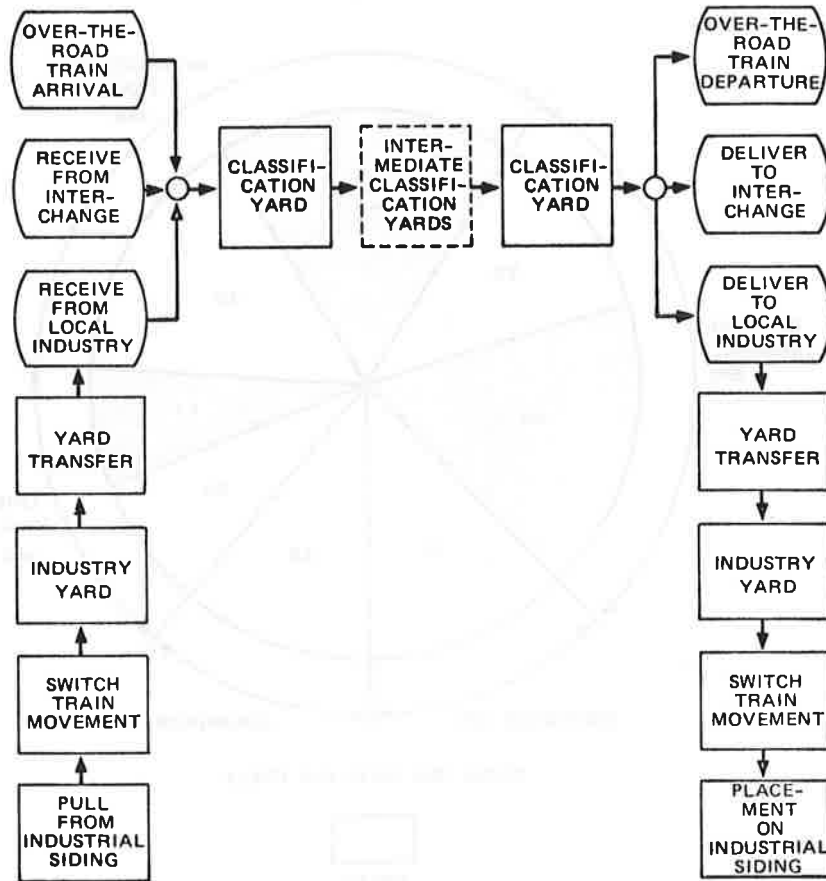 OVER-THE-
ROAD
TRAIN
ARRIVAL
RECEIVE
FROM
INTER-
CHANGE
RECEIVE
FROM
LOCAL
INDUSTRY
YARD
TRANSFER
INDUSTRY
YARD
SWITCH
TRAIN
MOVEMENT
PULL
FROM
INDUSTRIAL
SIDING
CLASSIFI-
CATION
YARD
INTER-
MEDIATE
CLASSIFI-
CATION
YARDS
CLASSIFI-
CATION
YARD
OVER-THE-
ROAD
TRAIN
DEPARTURE
DELIVER
TO
INTER-
CHANGE
DELIVER
TO
LOCAL
INDUSTRY
YARD
TRANSFER
INDUSTRY
YARD
SWITCH
TRAIN
MOVEMENT
PLACE-
MENT
ON
INDUSTRIAL
SIDING